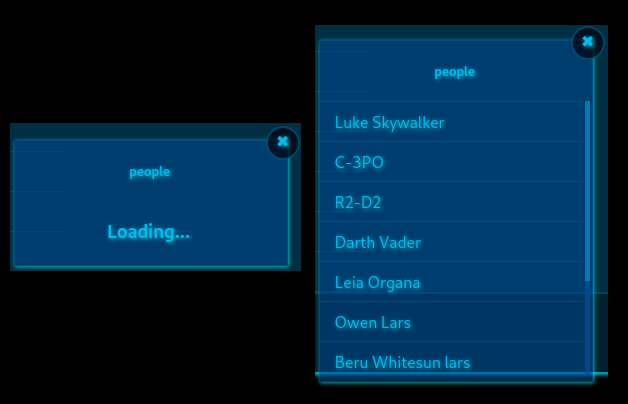 people
Loading...
people
Luke Skywalker
C-3PO
R2-D2
Darth Vader
Leia Organa
Owen Lars
Beru Whitesun lars